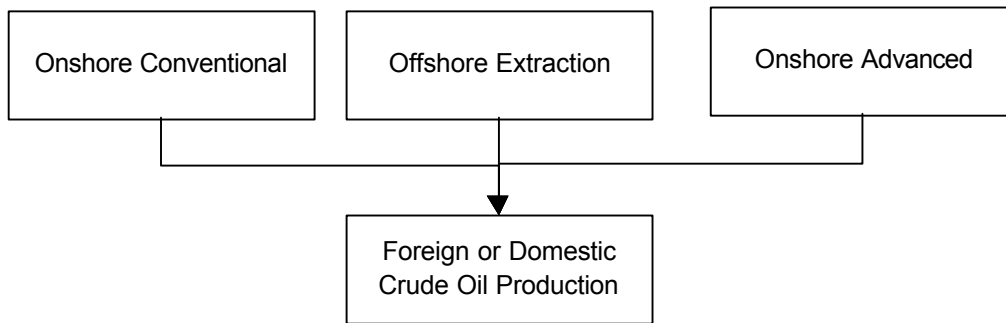 Onshore Conventional
Offshore Extraction
Onshore Advanced
Foreign or Domestic
Crude Oil Production